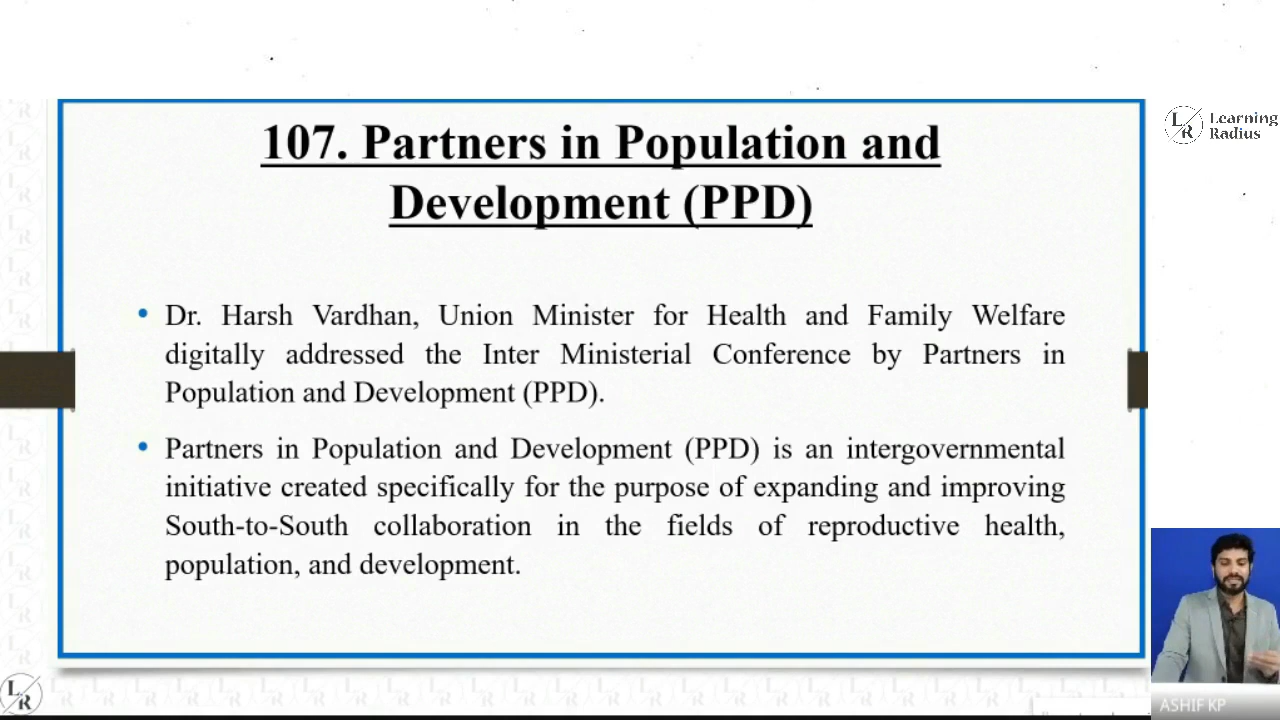 107. Partners in Population and
Development (PPD)
LR Learning
Radius
• Dr. Harsh Vardhan, Union Minister for Health and Family Welfare
digitally addressed the Inter Ministerial Conference by Partners in
Population and Development (PPD).
• Partners in Population and Development (PPD) is an intergovernmental
initiative created specifically for the purpose of expanding and improving
South-to-South collaboration in the fields of reproductive health,
population, and development.
LR
ASHIF KP